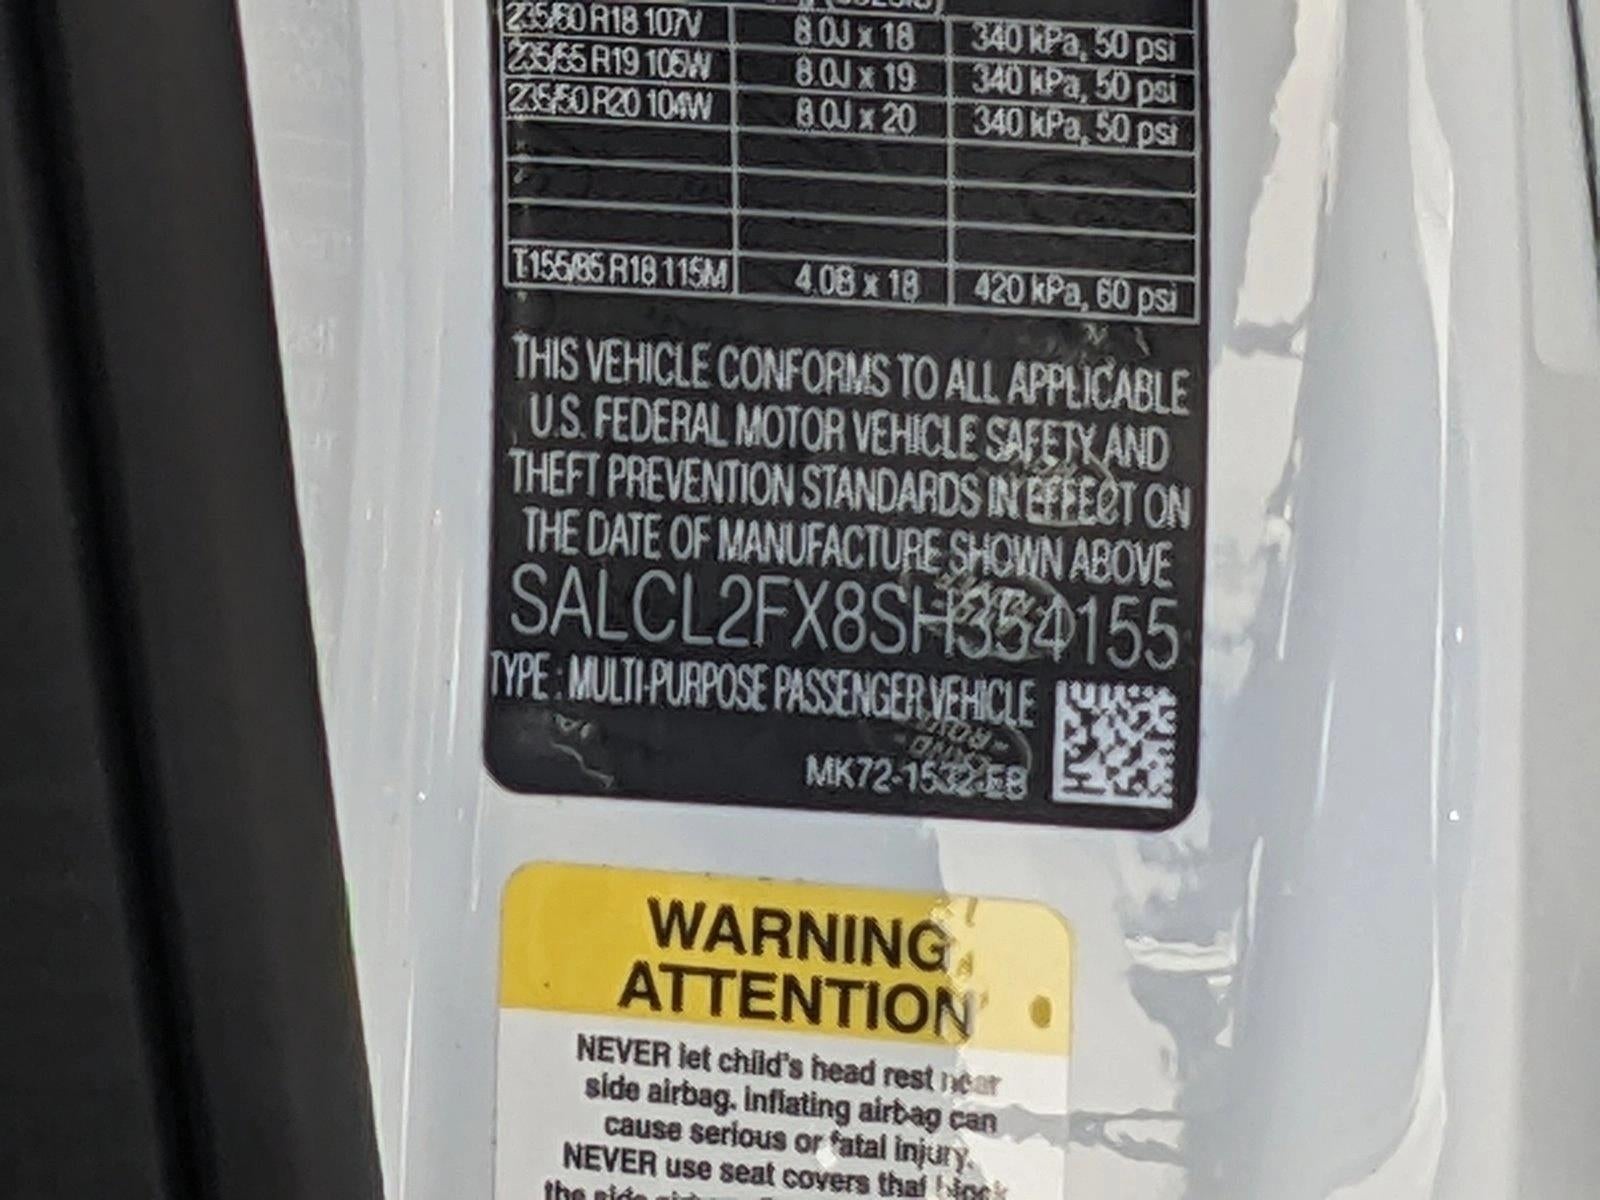 235/60 R18 107V 8.0J x 18 340 kPa, 50 psi
235/55 R19 105W 8.0J x 19 340 kPa, 50 psi
235/50 R20 104W 8.0J x 20 340 kPa, 50 psi
T155/85 R18 115M 4.0B x 18 420 kPa, 60 psi
THIS VEHICLE CONFORMS TO ALL APPLICABLE
U.S. FEDERAL MOTOR VEHICLE SAFETY AND
THEFT PREVENTION STANDARDS IN EFFECT ON
THE DATE OF MANUFACTURE SHOWN ABOVE
SALCL2FX8SH354155
TYPE : MULTI-PURPOSE PASSENGER VEHICLE
MK72-1532-EB
WARNING
ATTENTION
NEVER let child's head rest near
side airbag. Inflating airbag can
cause serious or fatal injury.
NEVER use seat covers that block
the side